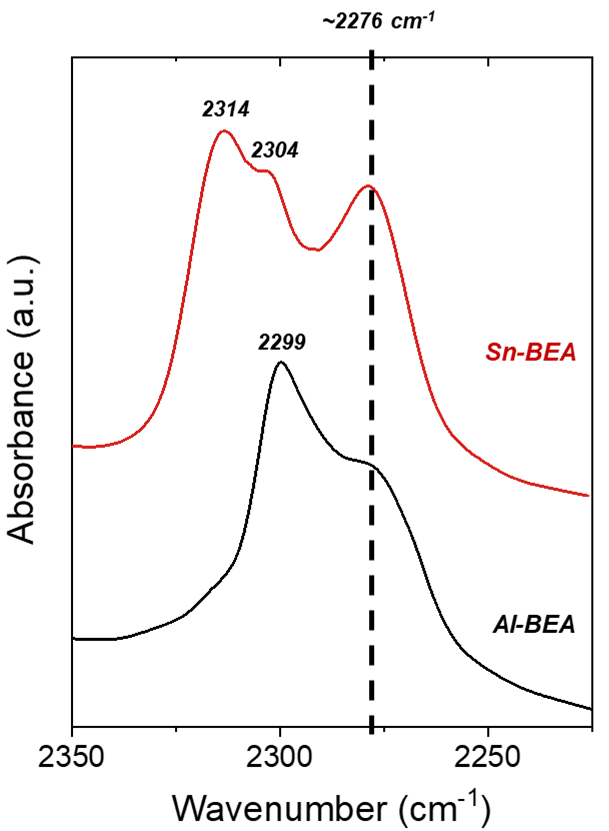 ~2276 cm-1
2314
2304
2299
Sn-BEA
Al-BEA
Absorbance (a.u.)
2350
2300
2250
Wavenumber (cm-1)